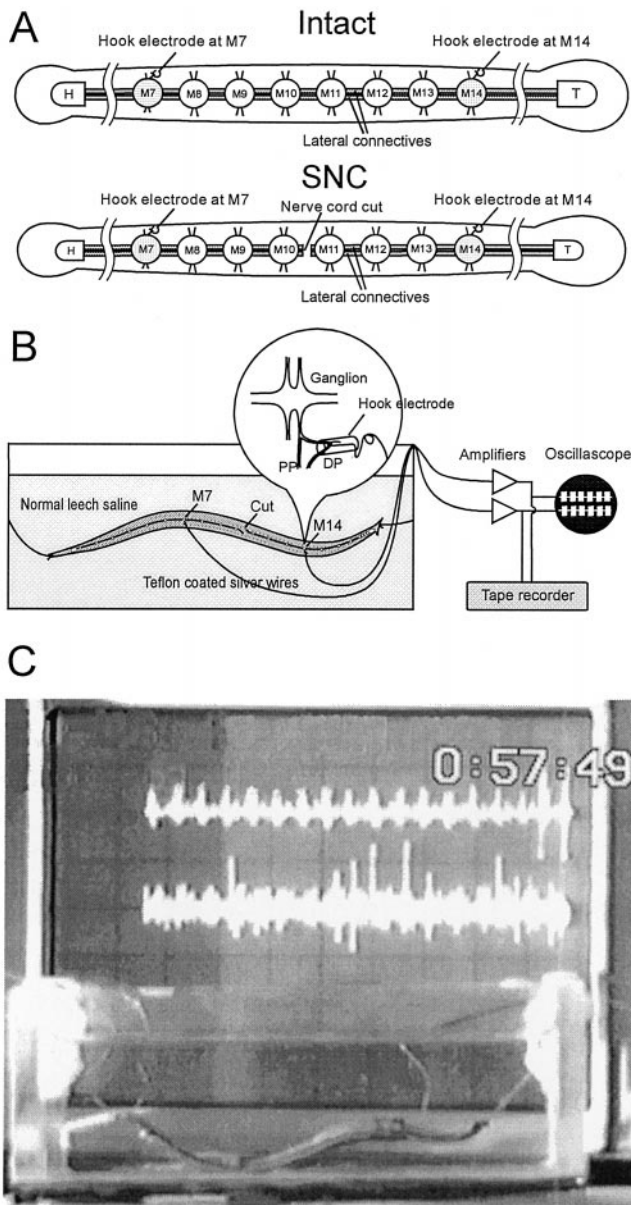 A
Intact
Hook electrode at M7
Hook electrode at M14
H M7 M8 M9 M10 M11 M12 M13 M14 T
Lateral connectives
SNC
Hook electrode at M7
Hook electrode at M14
Nerve cord cut
H M7 M8 M9 M10 M11 M12 M13 M14 T
Lateral connectives
B
Ganglion
Hook electrode
PP
DP
Amplifiers
Oscillascope
Normal leech saline
M7
Cut
M14
Teflon coated silver wires
Tape recorder
C
0:57:49